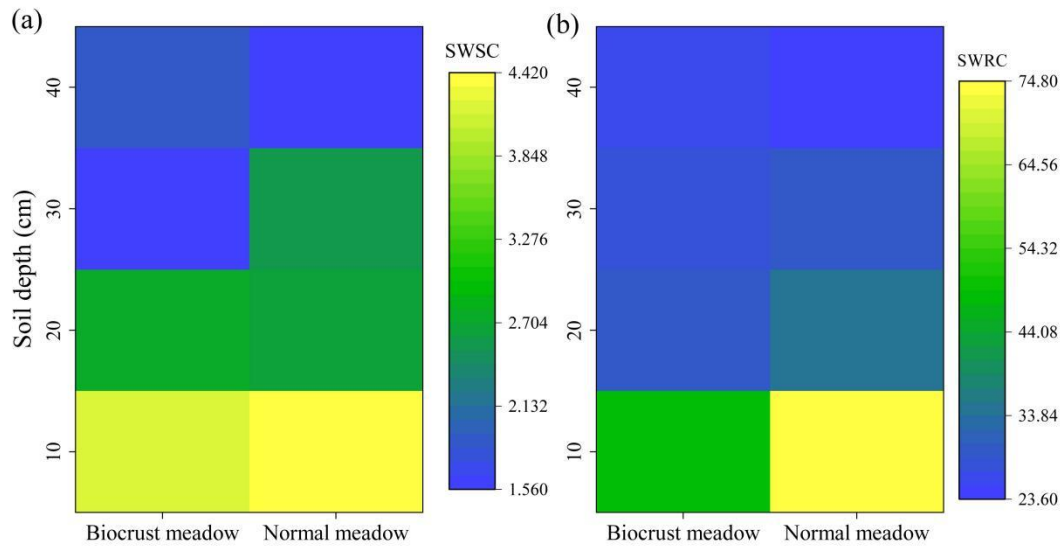 (a)
SWSC
4.420
3.848
3.276
2.704
2.132
1.560
Soil depth (cm)
40
30
20
10
Biocrust meadow
Normal meadow
(b)
SWRC
74.80
64.56
54.32
44.08
33.84
23.60
40
30
20
10
Biocrust meadow
Normal meadow